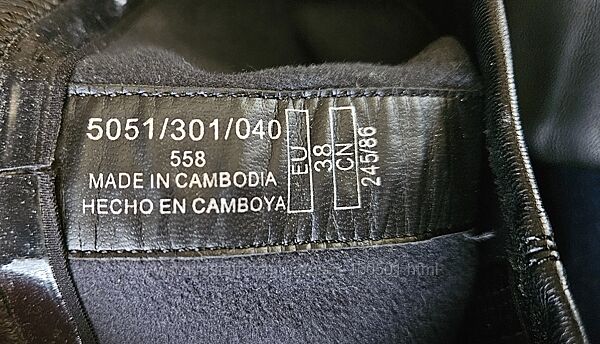 5051/301/040
558
MADE IN CAMBODIA
HECHO EN CAMBOYA
EU
38
CN
245/86